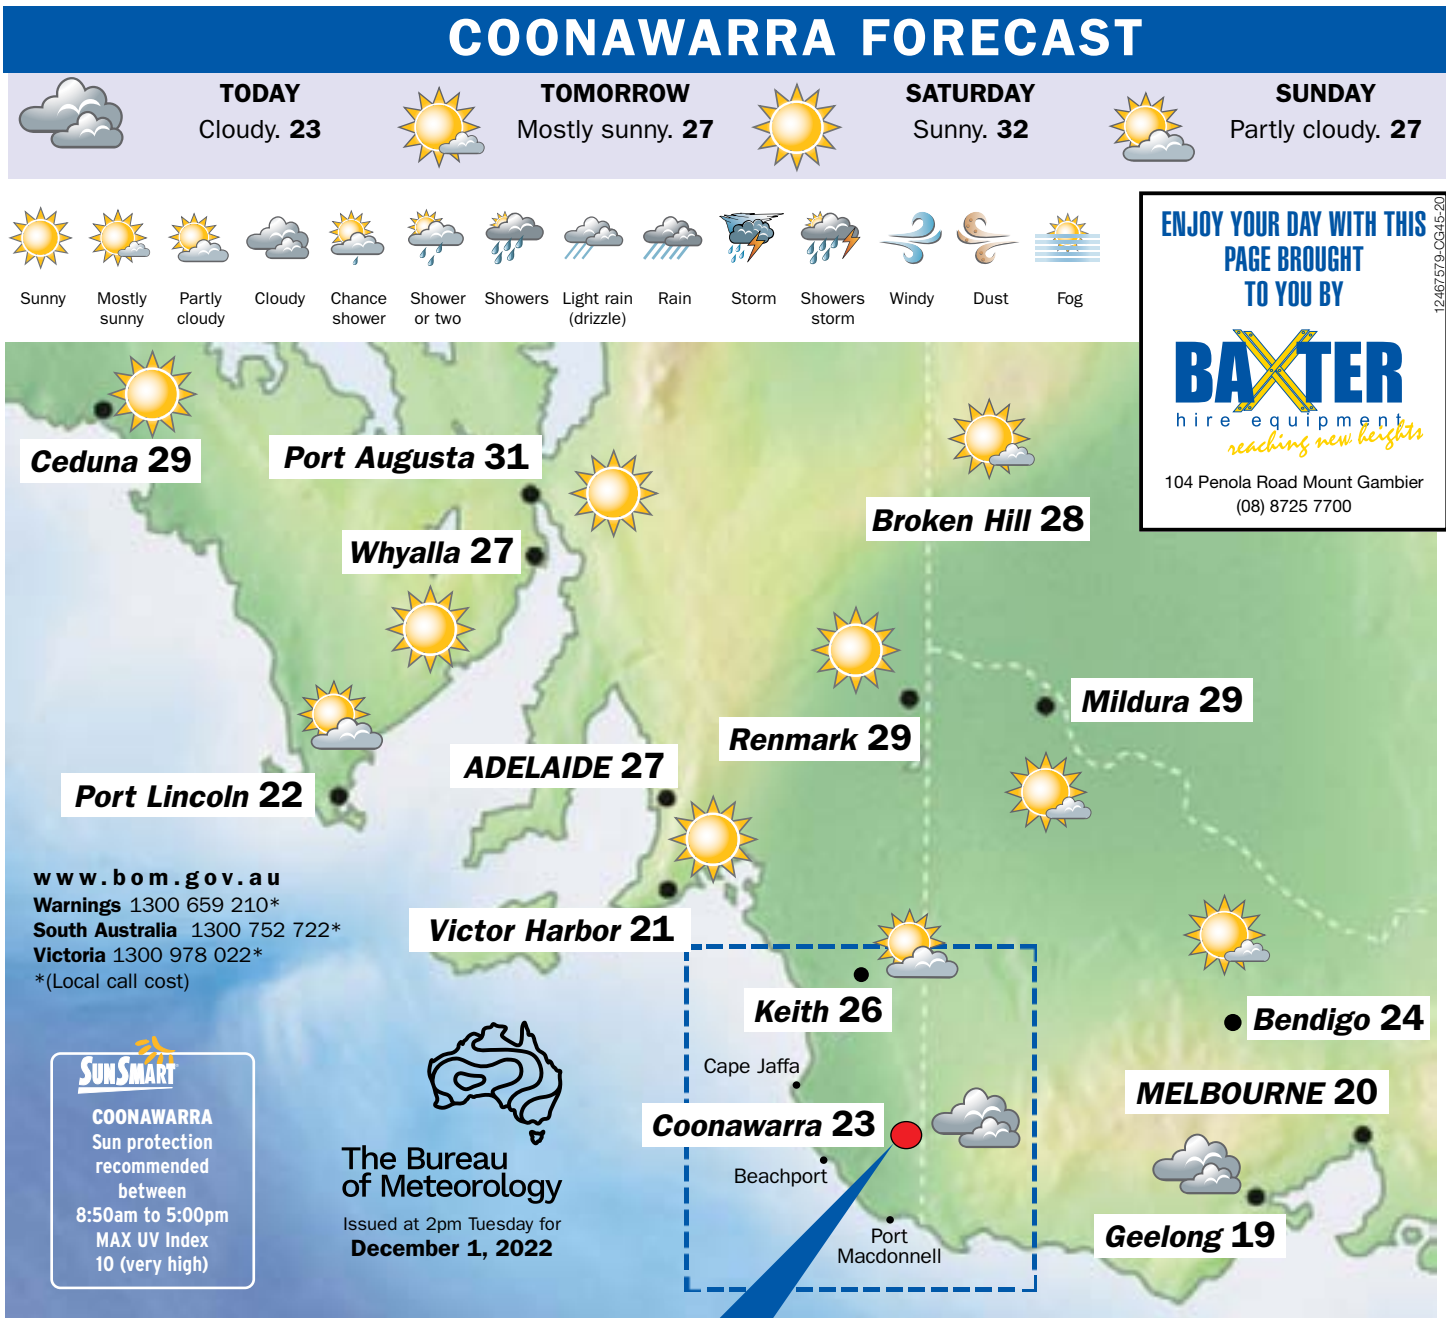 COONAWARRA FORECAST
TODAY
Cloudy. 23
TOMORROW
Mostly sunny. 27
SATURDAY
Sunny. 32
SUNDAY
Partly cloudy. 27
Sunny
Mostly
sunny
Partly
cloudy
Cloudy
Chance
shower
Shower
or two
Showers
Light rain
(drizzle)
Rain
Storm
Showers
storm
Windy
Dust
Fog
ENJOY YOUR DAY WITH THIS
PAGE BROUGHT
TO YOU BY
BAXTER
hire equipment
reaching new heights
104 Penola Road Mount Gambier
(08) 8725 7700
12467579-CG45-20
Ceduna 29
Port Augusta 31
Whyalla 27
Broken Hill 28
Renmark 29
Mildura 29
ADELAIDE 27
Port Lincoln 22
Victor Harbor 21
www.bom.gov.au
Warnings 1300 659 210*
South Australia 1300 752 722*
Victoria 1300 978 022*
*(Local call cost)
Keith 26
Bendigo 24
Cape Jaffa
MELBOURNE 20
Coonawarra 23
Beachport
Port
Macdonnell
Geelong 19
SUNSMART
COONAWARRA
Sun protection
recommended
between
8:50am to 5:00pm
MAX UV Index
10 (very high)
The Bureau
of Meteorology
Issued at 2pm Tuesday for
December 1, 2022